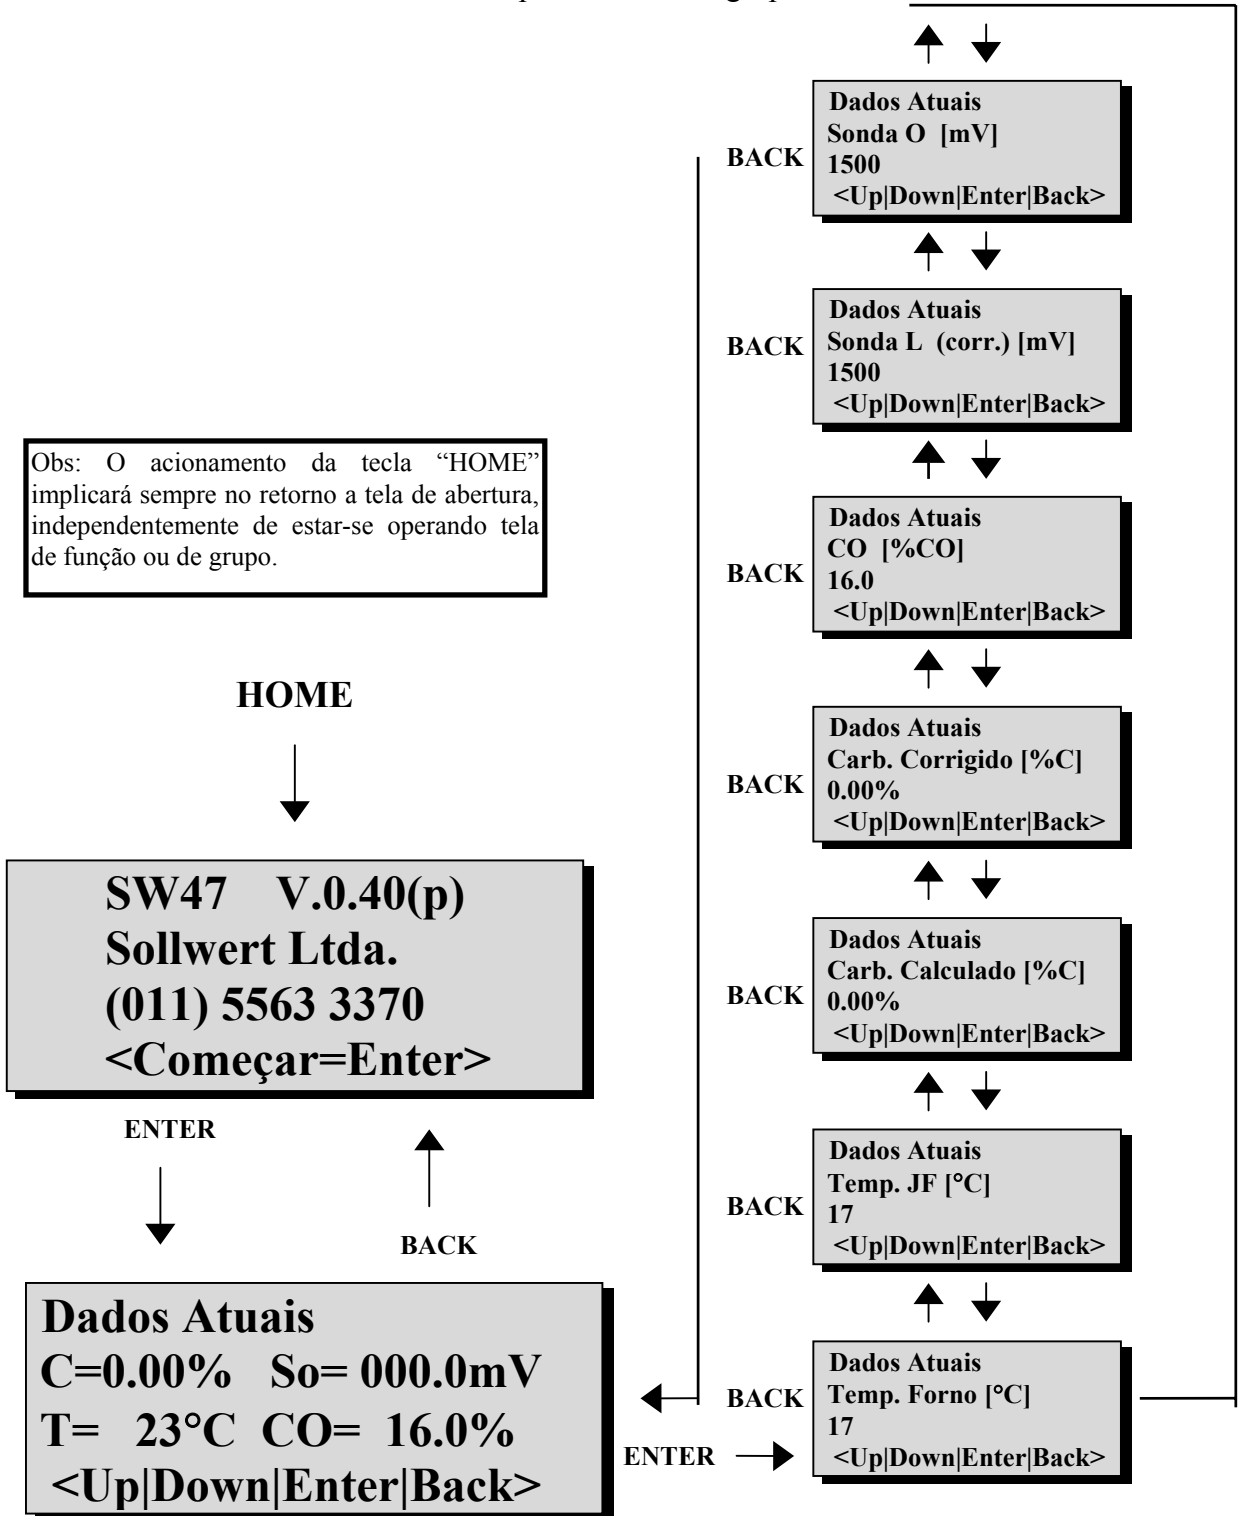 BACK
Dados Atuais
Sonda O [mV]
1500
<Up|Down|Enter|Back>
BACK
Dados Atuais
Sonda L (corr.) [mV]
1500
<Up|Down|Enter|Back>
Obs: O acionamento da tecla “HOME”
implicará sempre no retorno a tela de abertura,
independentemente de estar-se operando tela
de função ou de grupo.
BACK
Dados Atuais
CO [%CO]
16.0
<Up|Down|Enter|Back>
HOME
BACK
Dados Atuais
Carb. Corrigido [%C]
0.00%
<Up|Down|Enter|Back>
SW47 V.0.40(p)
Sollwert Ltda.
(011) 5563 3370
<Começar=Enter>
BACK
Dados Atuais
Carb. Calculado [%C]
0.00%
<Up|Down|Enter|Back>
ENTER
BACK
BACK
Dados Atuais
Temp. JF [°C]
17
<Up|Down|Enter|Back>
Dados Atuais
C=0.00% So= 000.0mV
T= 23°C CO= 16.0%
<Up|Down|Enter|Back>
BACK
ENTER
Dados Atuais
Temp. Forno [°C]
17
<Up|Down|Enter|Back>